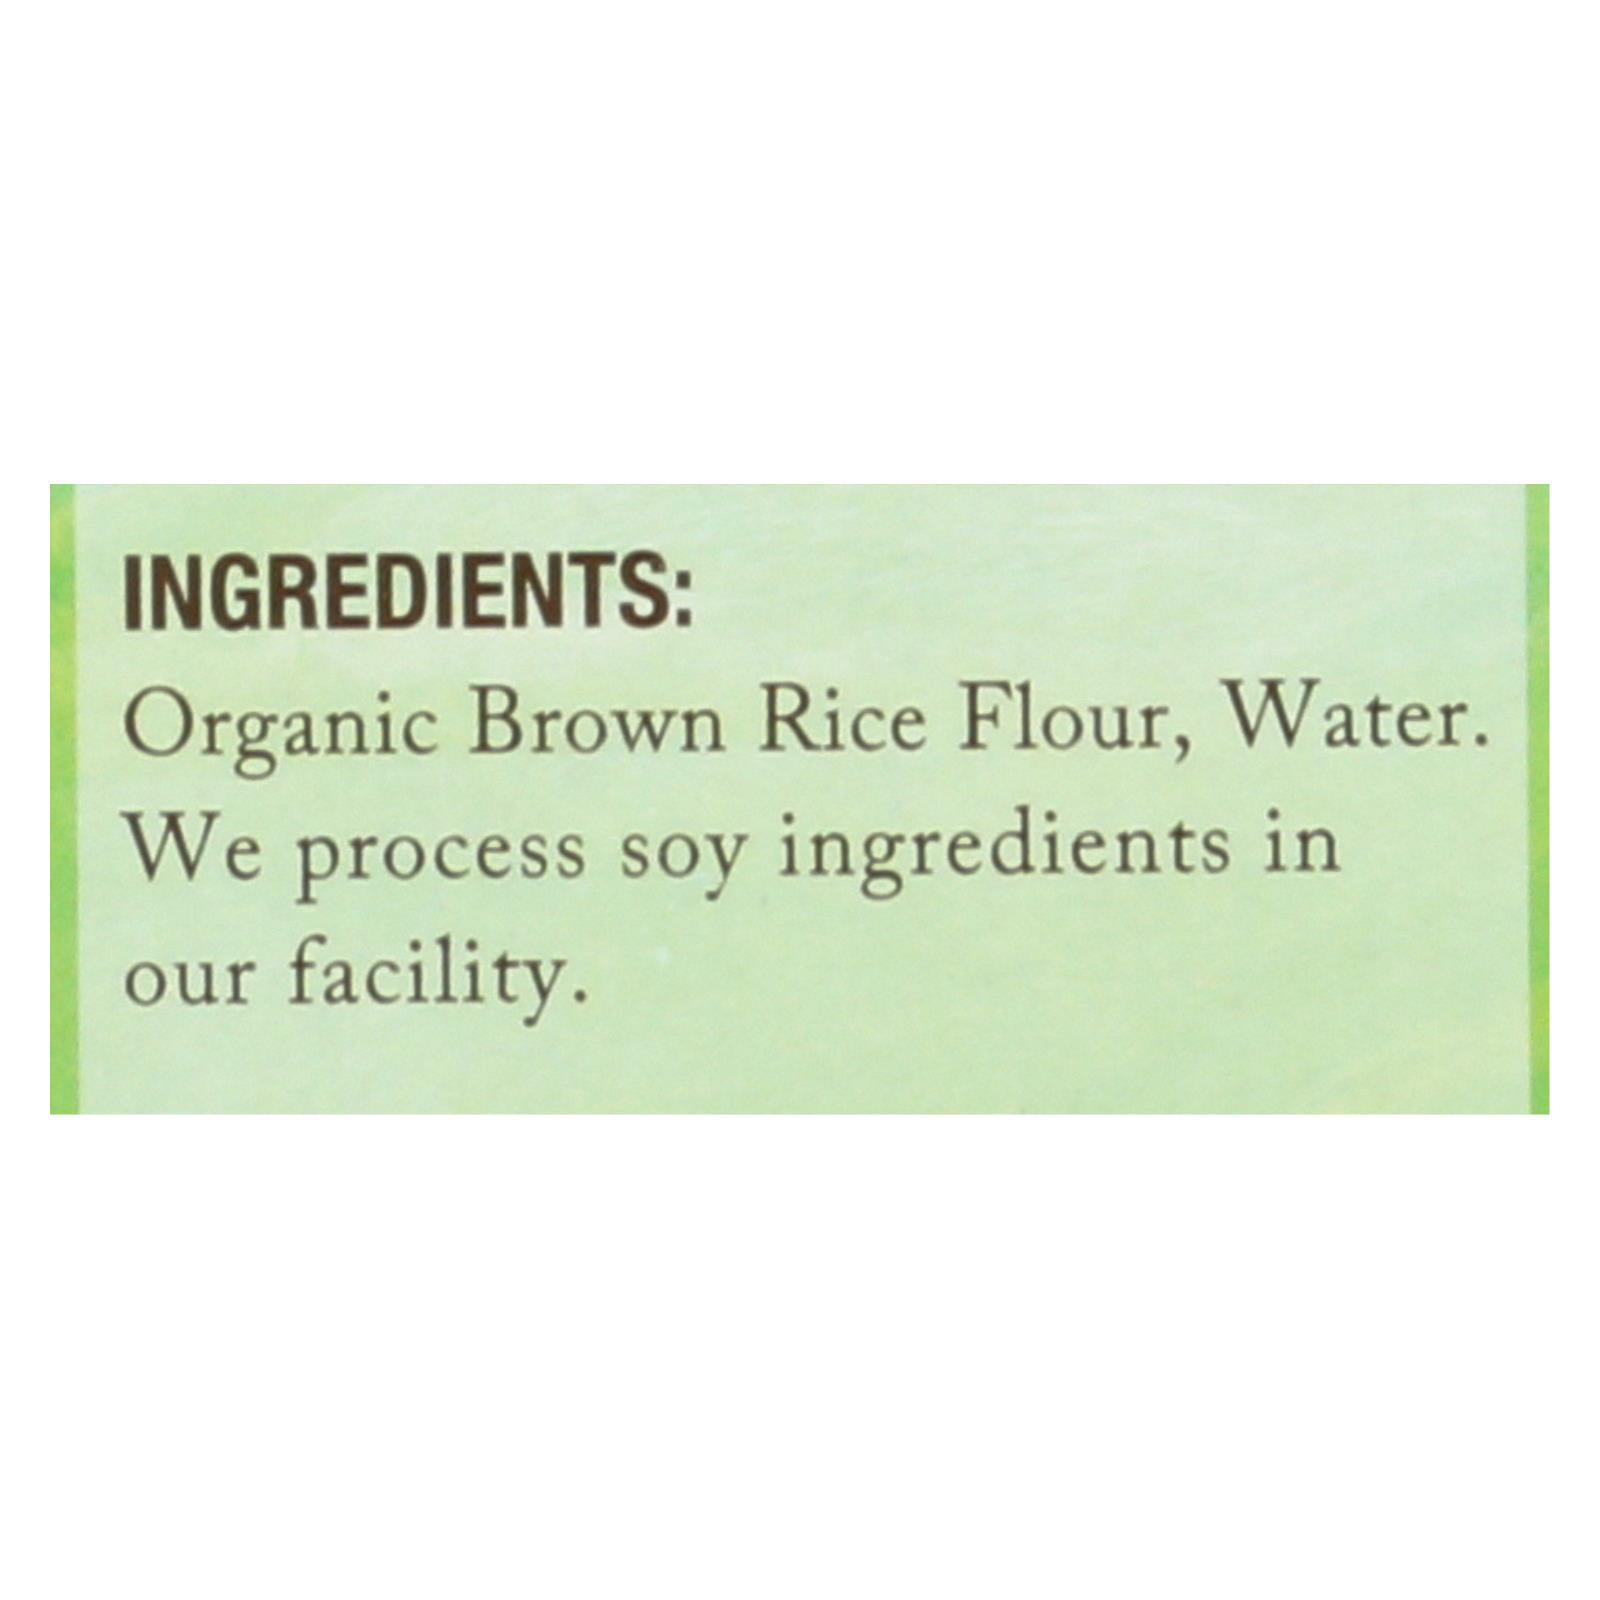 INGREDIENTS:
Organic Brown Rice Flour, Water.
We process soy ingredients in
our facility.